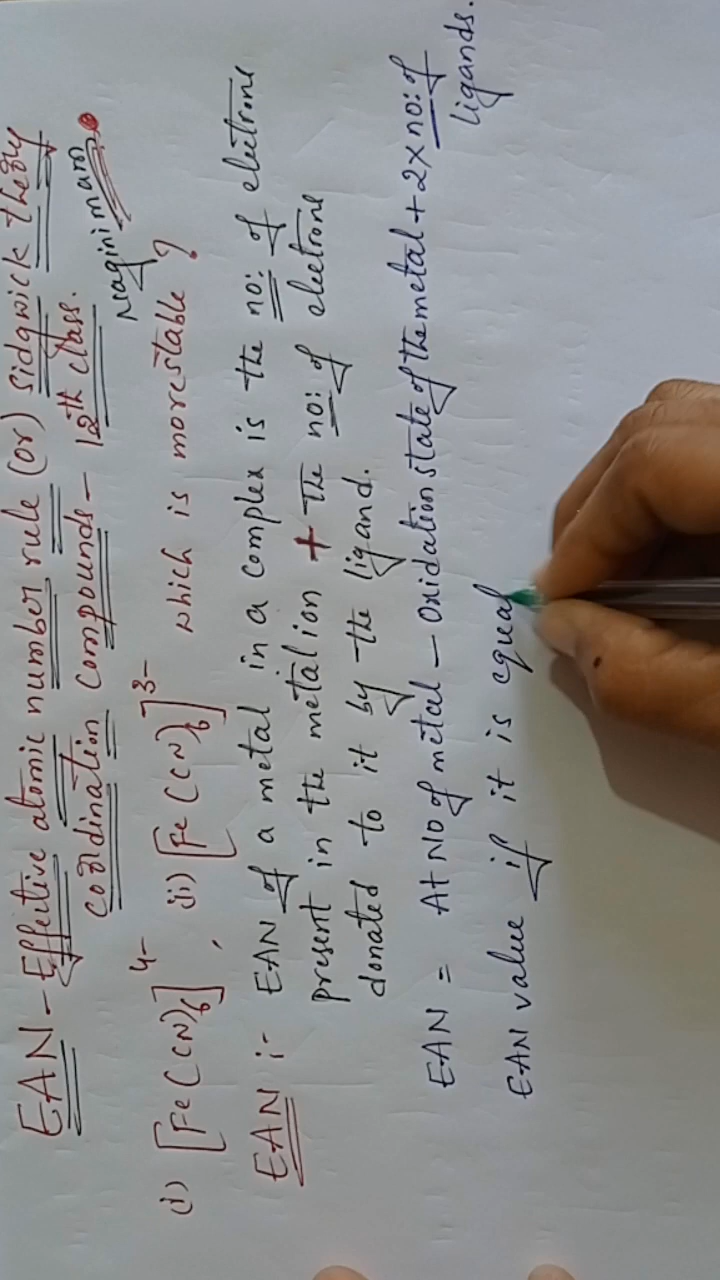 EAN - Effective atomic number rule (or) sidgwick theory
coordination compounds - 12th class.
Nagini mam
(i) [Fe(CN)6]4- , ii) [Fe(CN)6]3- which is more stable ?
EAN :- EAN of a metal in a complex is the no: of electrons
present in the metal ion + the no: of electrons
donated to it by the ligand.
EAN = At NO of metal - Oxidation state of the metal + 2x no: of
ligands.
EAN value if it is equal